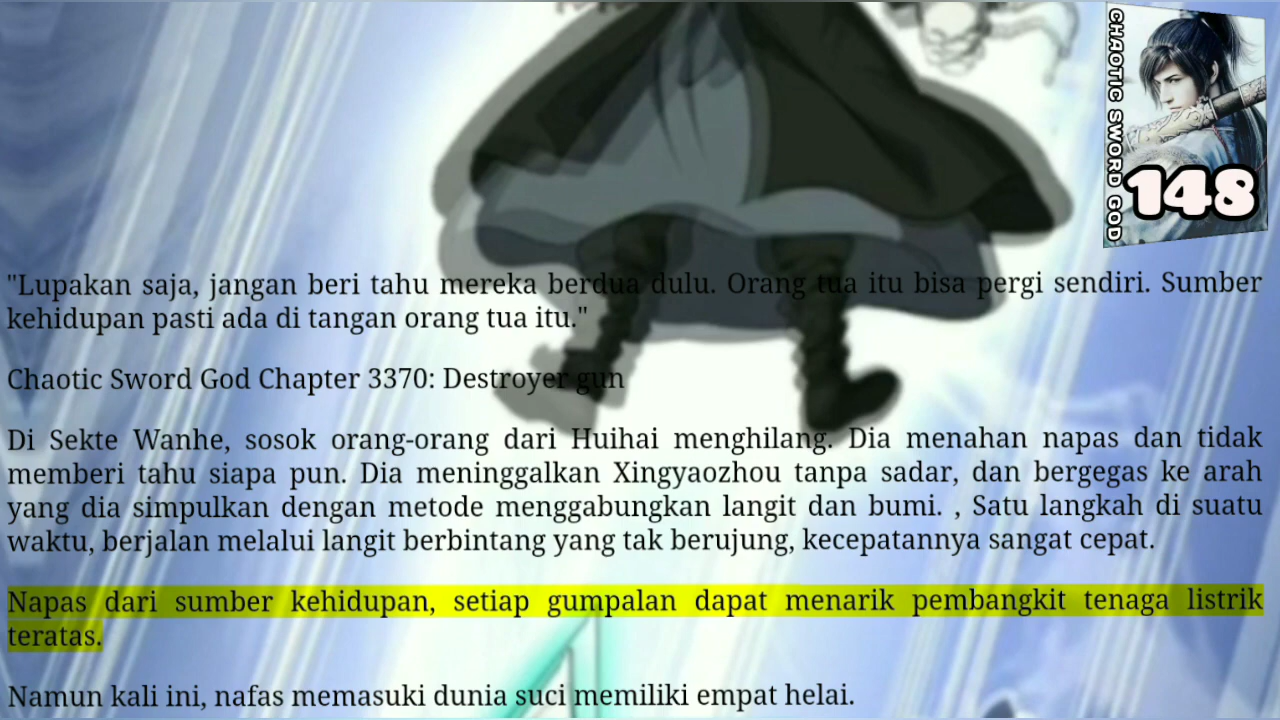 CHAOTIC SWORD GOD
148
"Lupakan saja, jangan beri tahu mereka berdua dulu. Orang tua itu bisa pergi sendiri. Sumber
kehidupan pasti ada di tangan orang tua itu."
Chaotic Sword God Chapter 3370: Destroyer gun
Di Sekte Wanhe, sosok orang-orang dari Huihai menghilang. Dia menahan napas dan tidak
memberi tahu siapa pun. Dia meninggalkan Xingyaozhou tanpa sadar, dan bergegas ke arah
yang dia simpulkan dengan metode menggabungkan langit dan bumi. , Satu langkah di suatu
waktu, berjalan melalui langit berbintang yang tak berujung, kecepatannya sangat cepat.
Napas dari sumber kehidupan, setiap gumpalan dapat menarik pembangkit tenaga listrik
teratas.
Namun kali ini, nafas memasuki dunia suci memiliki empat helai.